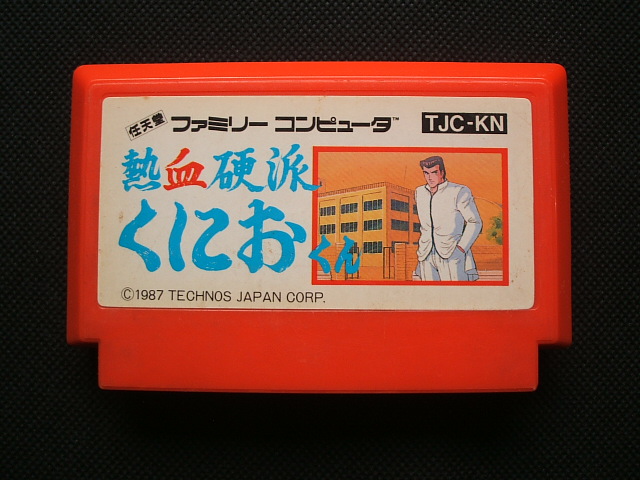 任天堂 ファミリー コンピュータ™ TJC-KN
熱血硬派
くにおくん
©1987 TECHNOS JAPAN CORP.